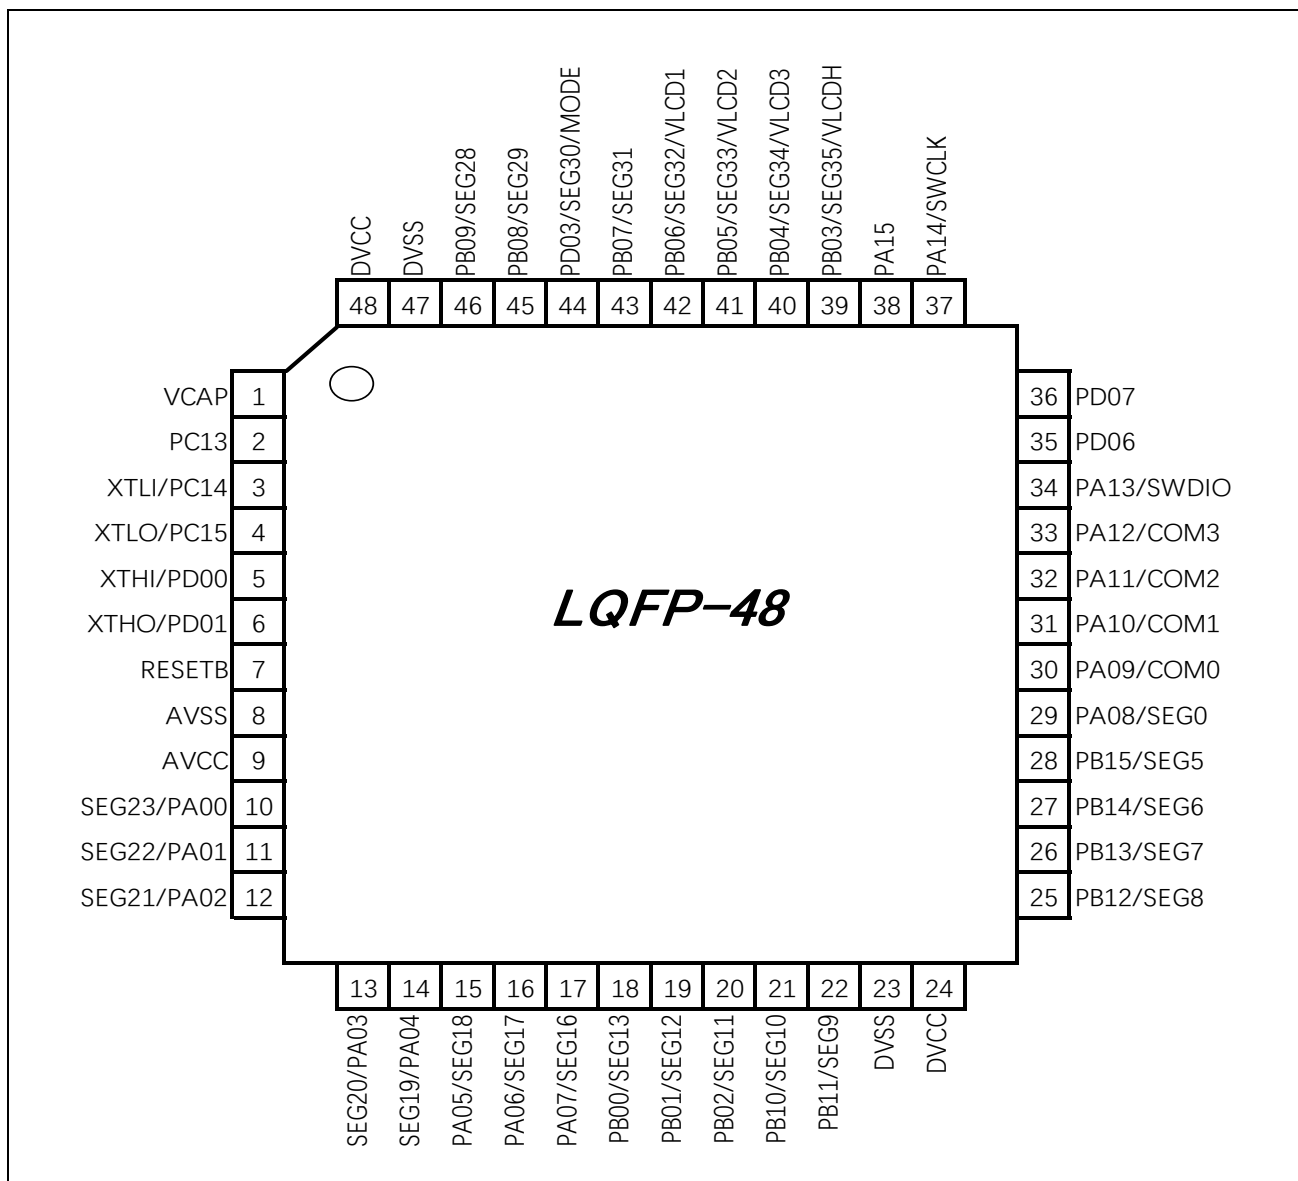 DVCC
DVSS
PB09/SEG28
PB08/SEG29
PD03/SEG30/MODE
PB07/SEG31
PB06/SEG32/VLCD1
PB05/SEG33/VLCD2
PB04/SEG34/VLCD3
PB03/SEG35/VLCDH
PA15
PA14/SWCLK
48 47 46 45 44 43 42 41 40 39 38 37
VCAP 1 36 PD07
PC13 2 35 PD06
XTLI/PC14 3 34 PA13/SWDIO
XTLO/PC15 4 33 PA12/COM3
XTHI/PD00 5 32 PA11/COM2
LQFP-48
XTHO/PD01 6 31 PA10/COM1
RESETB 7 30 PA09/COM0
AVSS 8 29 PA08/SEG0
AVCC 9 28 PB15/SEG5
SEG23/PA00 10 27 PB14/SEG6
SEG22/PA01 11 26 PB13/SEG7
SEG21/PA02 12 25 PB12/SEG8
13 14 15 16 17 18 19 20 21 22 23 24
SEG20/PA03
SEG19/PA04
PA05/SEG18
PA06/SEG17
PA07/SEG16
PB00/SEG13
PB01/SEG12
PB02/SEG11
PB10/SEG10
PB11/SEG9
DVSS
DVCC